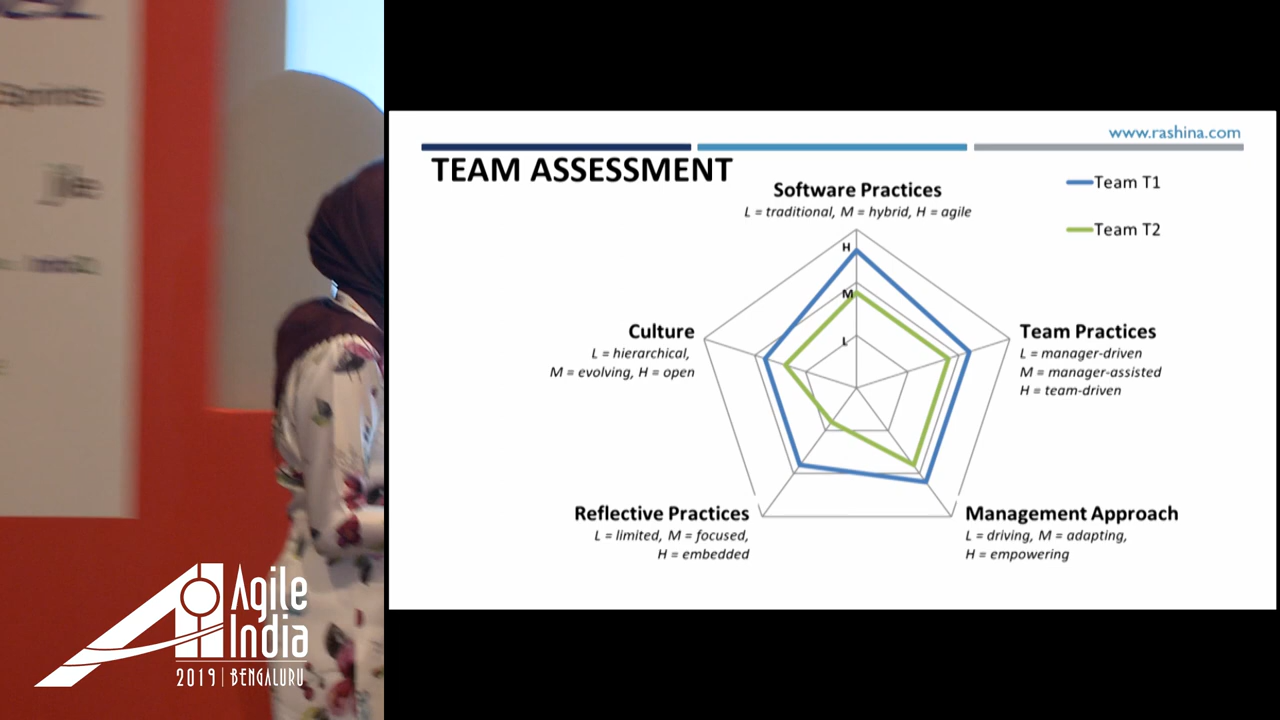 www.rashina.com
TEAM ASSESSMENT
Team T1
Team T2
Software Practices
L = traditional, M = hybrid, H = agile
H
M
L
Culture
L = hierarchical,
M = evolving, H = open
Team Practices
L = manager-driven
M = manager-assisted
H = team-driven
Reflective Practices
L = limited, M = focused,
H = embedded
Management Approach
L = driving, M = adapting,
H = empowering
Agile
India
2019 | BENGALURU